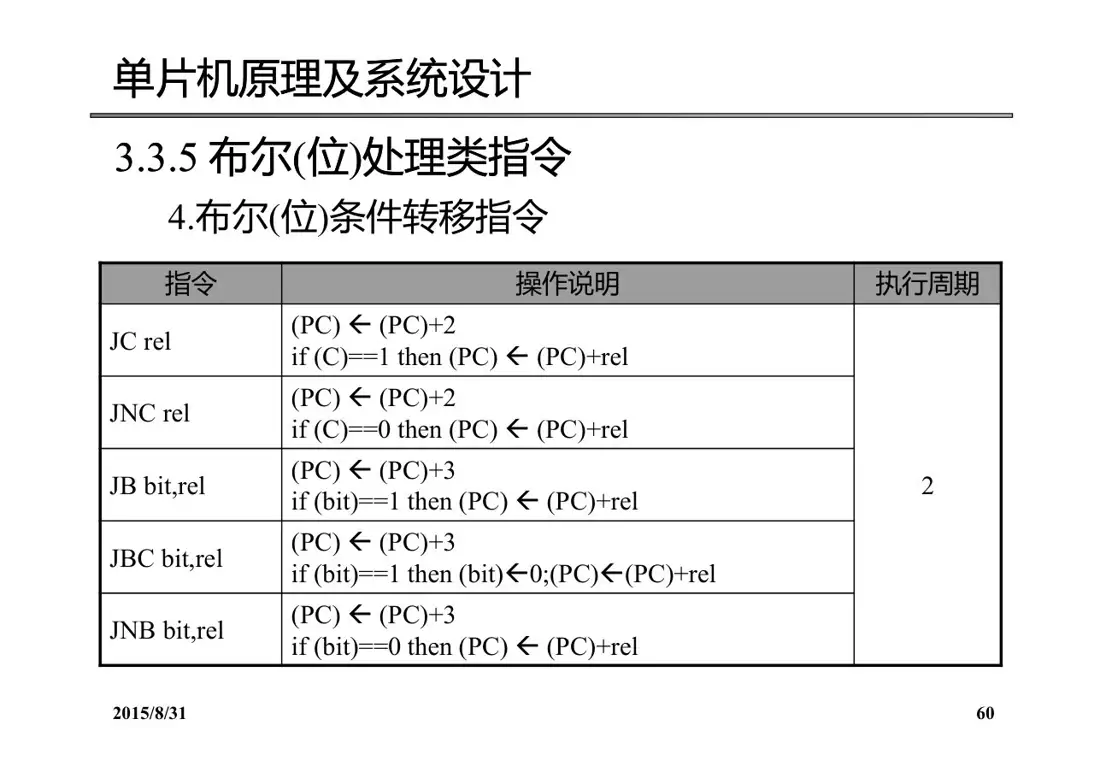 单片机原理及系统设计
3.3.5 布尔(位)处理类指令
4.布尔(位)条件转移指令
指令 操作说明 执行周期
JC rel
(PC) ← (PC)+2
if (C)==1 then (PC) ← (PC)+rel
JNC rel
(PC) ← (PC)+2
if (C)==0 then (PC) ← (PC)+rel
JB bit,rel
(PC) ← (PC)+3
if (bit)==1 then (PC) ← (PC)+rel
2
JBC bit,rel
(PC) ← (PC)+3
if (bit)==1 then (bit)←0;(PC)←(PC)+rel
JNB bit,rel
(PC) ← (PC)+3
if (bit)==0 then (PC) ← (PC)+rel
2015/8/31
60